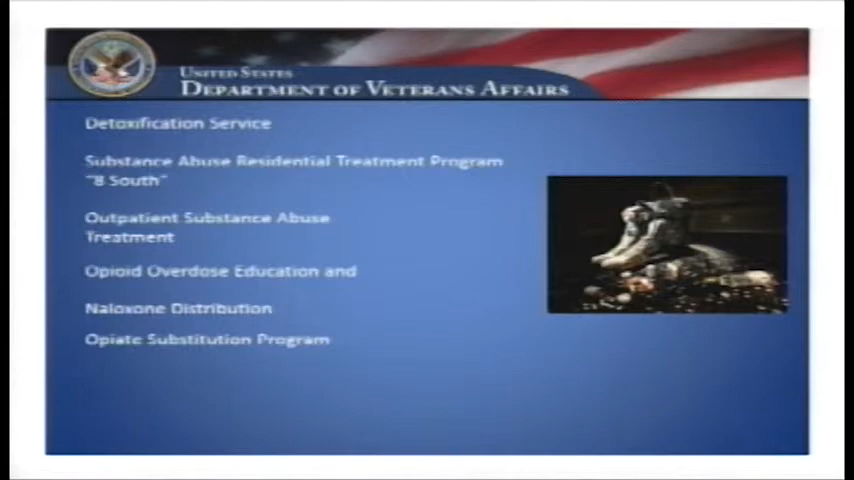 UNITED STATES
DEPARTMENT OF VETERANS AFFAIRS
Detoxification Service
Substance Abuse Residential Treatment Program
"8 South"
Outpatient Substance Abuse
Treatment
Opioid Overdose Education and
Naloxone Distribution
Opiate Substitution Program